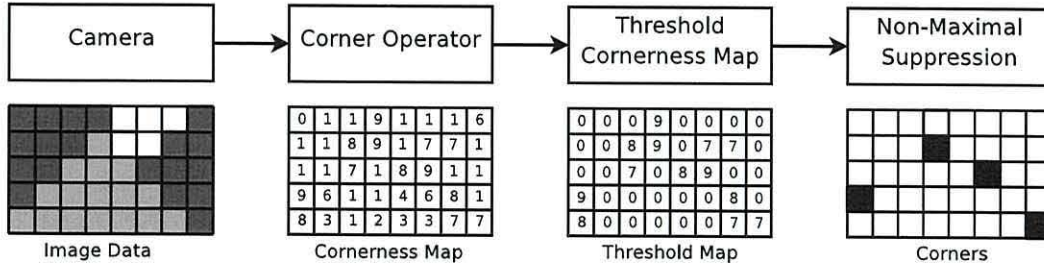 Camera
Corner Operator
Threshold
Cornerness Map
Non-Maximal
Suppression
0 1 1 9 1 1 1 6
1 1 8 9 1 7 7 1
1 1 7 1 8 9 1 1
9 6 1 1 4 6 8 1
8 3 1 2 3 3 7 7
0 0 0 9 0 0 0 0
0 0 8 9 0 7 7 0
0 0 7 0 8 9 0 0
9 0 0 0 0 0 8 0
8 0 0 0 0 0 7 7
Image Data
Cornerness Map
Threshold Map
Corners